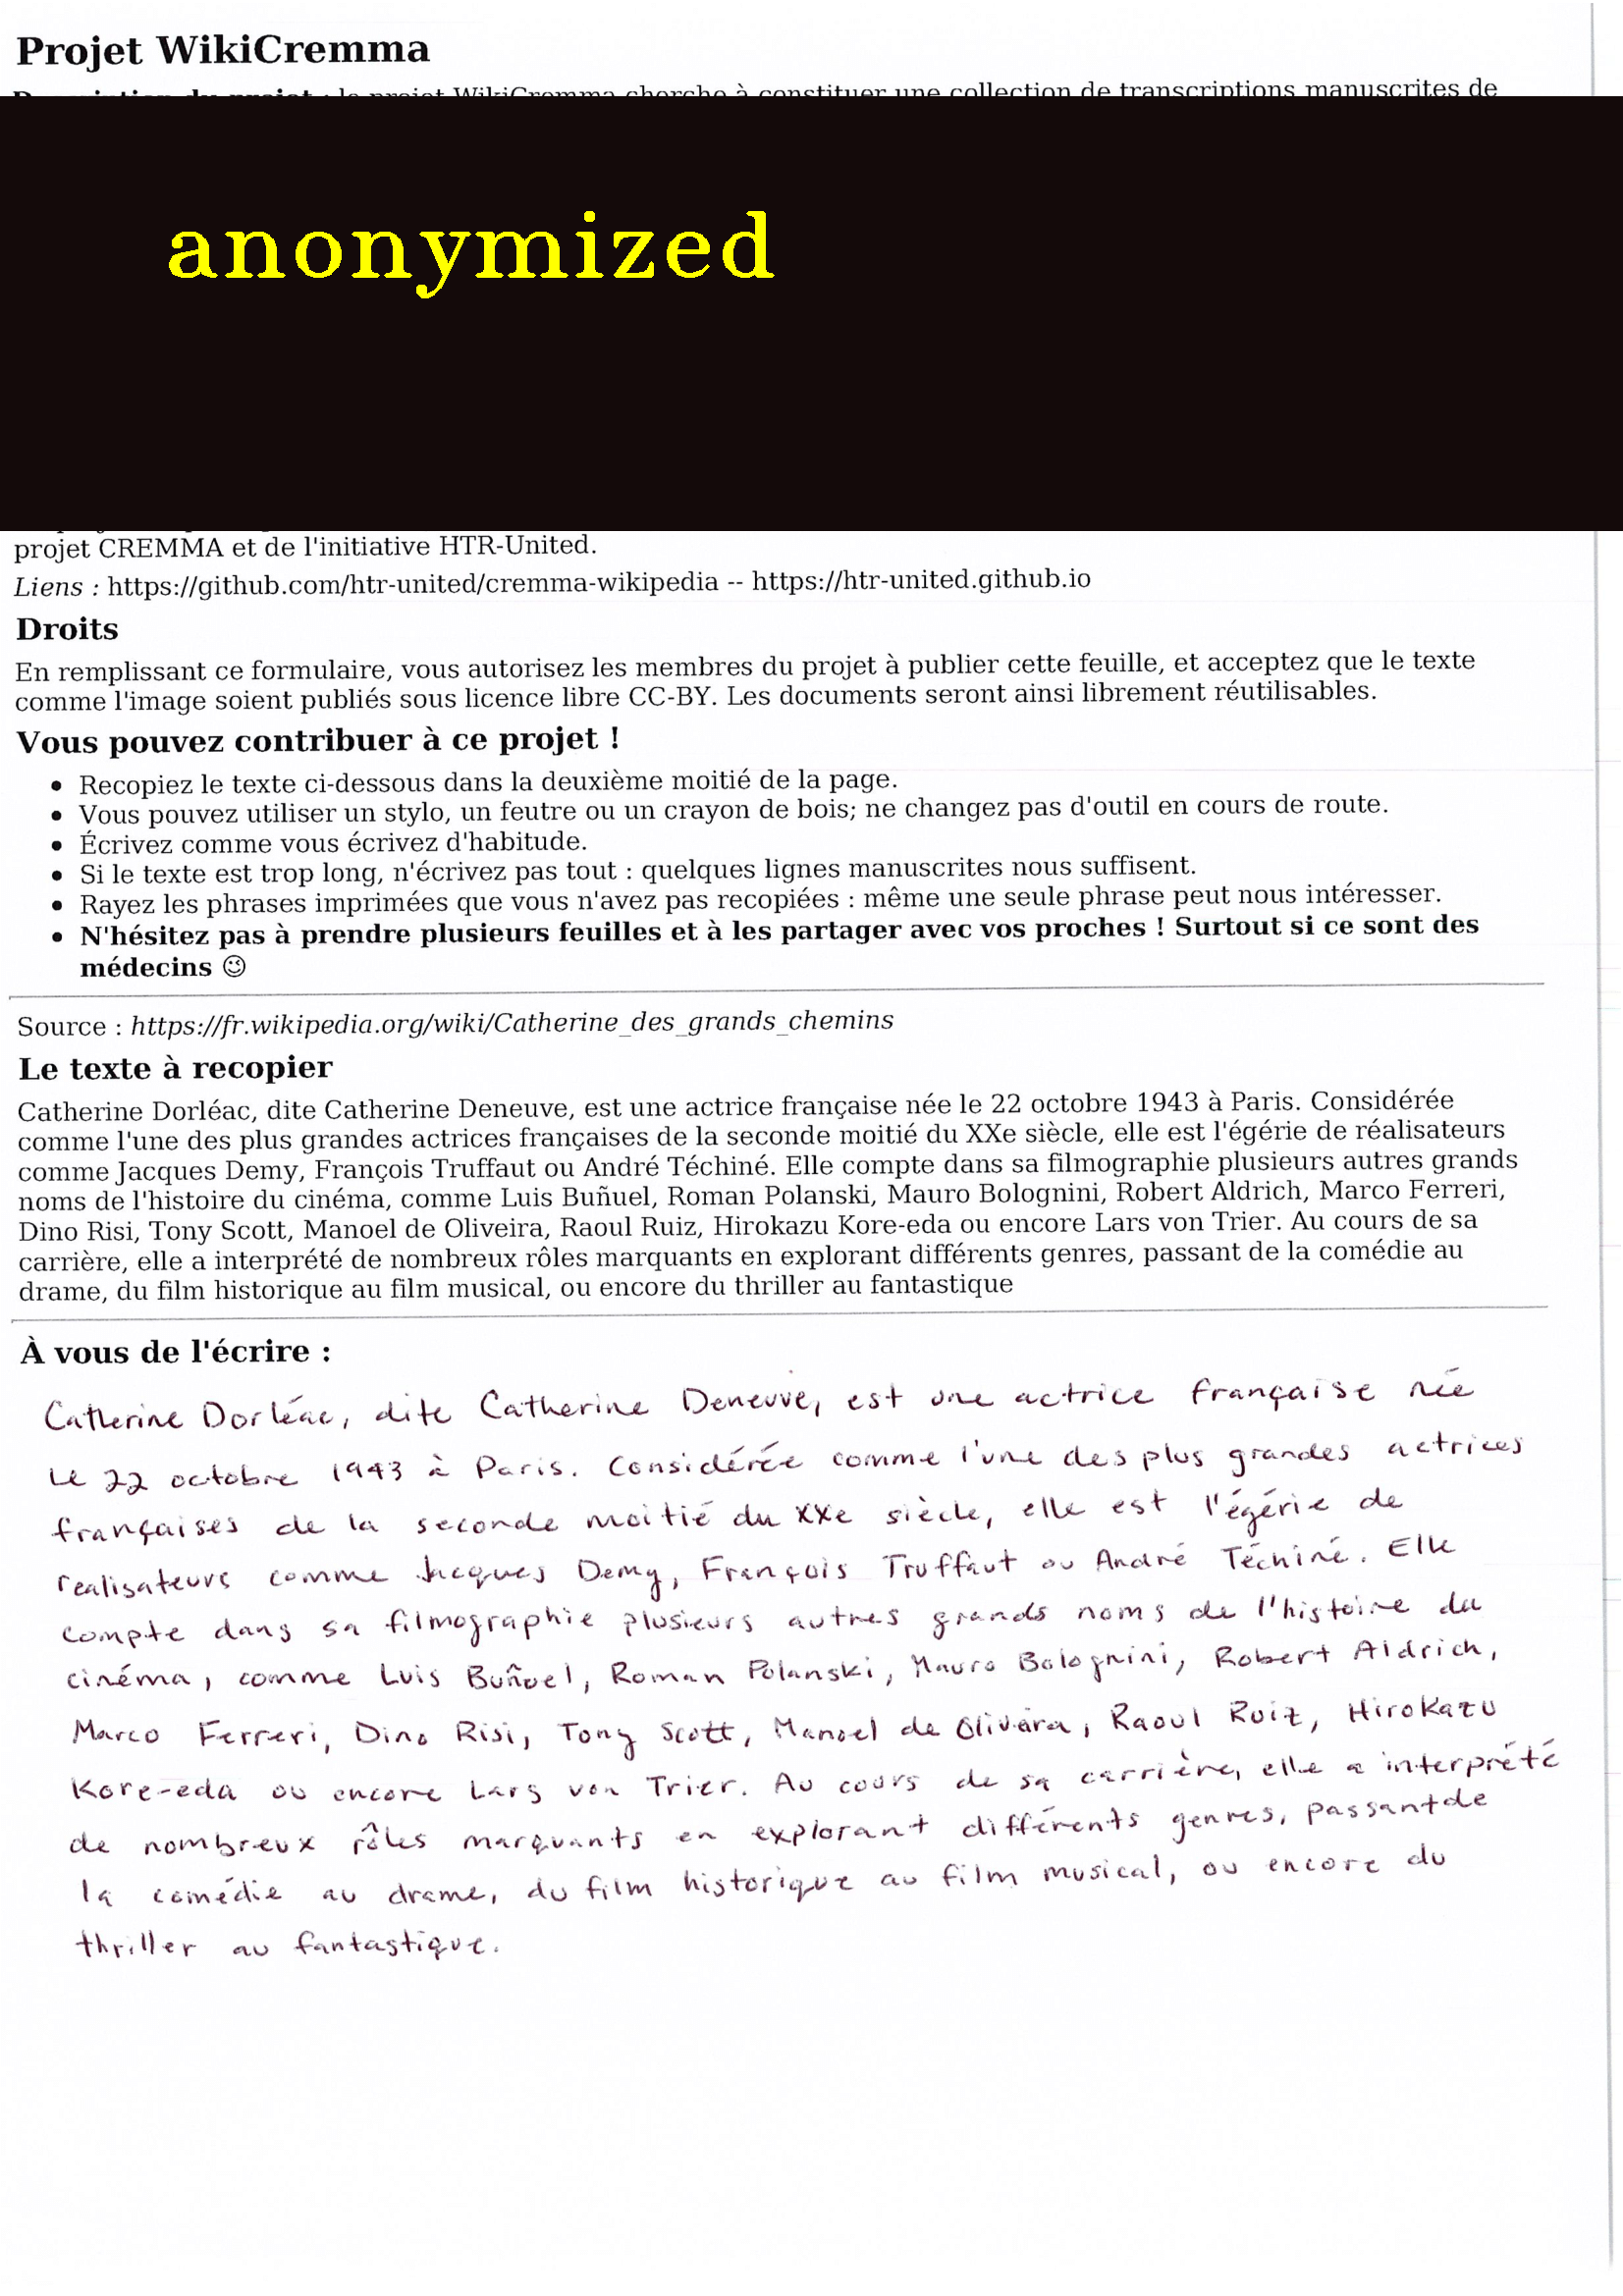 Projet WikiCremma
Description du projet : le projet WikiCremma cherche à constituer une collection de transcriptions manuscrites de
anonymized
projet CREMMA et de l'initiative HTR-United.
Liens : https://github.com/htr-united/cremma-wikipedia -- https://htr-united.github.io
Droits
En remplissant ce formulaire, vous autorisez les membres du projet à publier cette feuille, et acceptez que le texte
comme l'image soient publiés sous licence libre CC-BY. Les documents seront ainsi librement réutilisables.
Vous pouvez contribuer à ce projet !
• Recopiez le texte ci-dessous dans la deuxième moitié de la page.
• Vous pouvez utiliser un stylo, un feutre ou un crayon de bois; ne changez pas d'outil en cours de route.
• Écrivez comme vous écrivez d'habitude.
• Si le texte est trop long, n'écrivez pas tout : quelques lignes manuscrites nous suffisent.
• Rayez les phrases imprimées que vous n'avez pas recopiées : même une seule phrase peut nous intéresser.
• N'hésitez pas à prendre plusieurs feuilles et à les partager avec vos proches ! Surtout si ce sont des
médecins 😉
Source : https://fr.wikipedia.org/wiki/Catherine_des_grands_chemins
Le texte à recopier
Catherine Dorléac, dite Catherine Deneuve, est une actrice française née le 22 octobre 1943 à Paris. Considérée
comme l'une des plus grandes actrices françaises de la seconde moitié du XXe siècle, elle est l'égérie de réalisateurs
comme Jacques Demy, François Truffaut ou André Téchiné. Elle compte dans sa filmographie plusieurs autres grands
noms de l'histoire du cinéma, comme Luis Buñuel, Roman Polanski, Mauro Bolognini, Robert Aldrich, Marco Ferreri,
Dino Risi, Tony Scott, Manoel de Oliveira, Raoul Ruiz, Hirokazu Kore-eda ou encore Lars von Trier. Au cours de sa
carrière, elle a interprété de nombreux rôles marquants en explorant différents genres, passant de la comédie au
drame, du film historique au film musical, ou encore du thriller au fantastique
À vous de l'écrire :
Catherine Dorléac, dite Catherine Deneuve, est une actrice française née
le 22 octobre 1943 à Paris. Considérée comme l'une des plus grandes actrices
françaises de la seconde moitié du XXe siècle, elle est l'égérie de
realisateurs comme Jacques Demy, François Truffaut ou André Téchiné. Elle
compte dans sa filmographie plusieurs autres grands noms de l'histoire du
cinéma, comme Luis Buñuel, Roman Polanski, Mauro Bolognini, Robert Aldrich,
Marco Ferreri, Dino Risi, Tony Scott, Manoel de Olivera, Raoul Ruiz, Hirokazu
Kore-eda ou encore Lars von Trier. Au cours de sa carrière, elle a interprété
de nombreux rôles marquants en explorant différents genres, passant de
la comédie au drame, du film historique au film musical, ou encore du
thriller au fantastique.